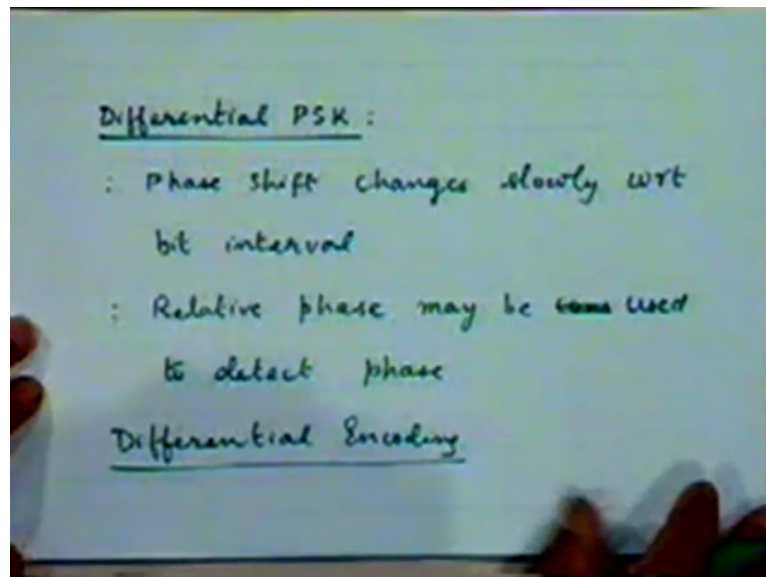 Differential PSK :
: Phase shift changes slowly wrt
bit interval
: Relative phase may be used
to detect phase
Differential Encoding